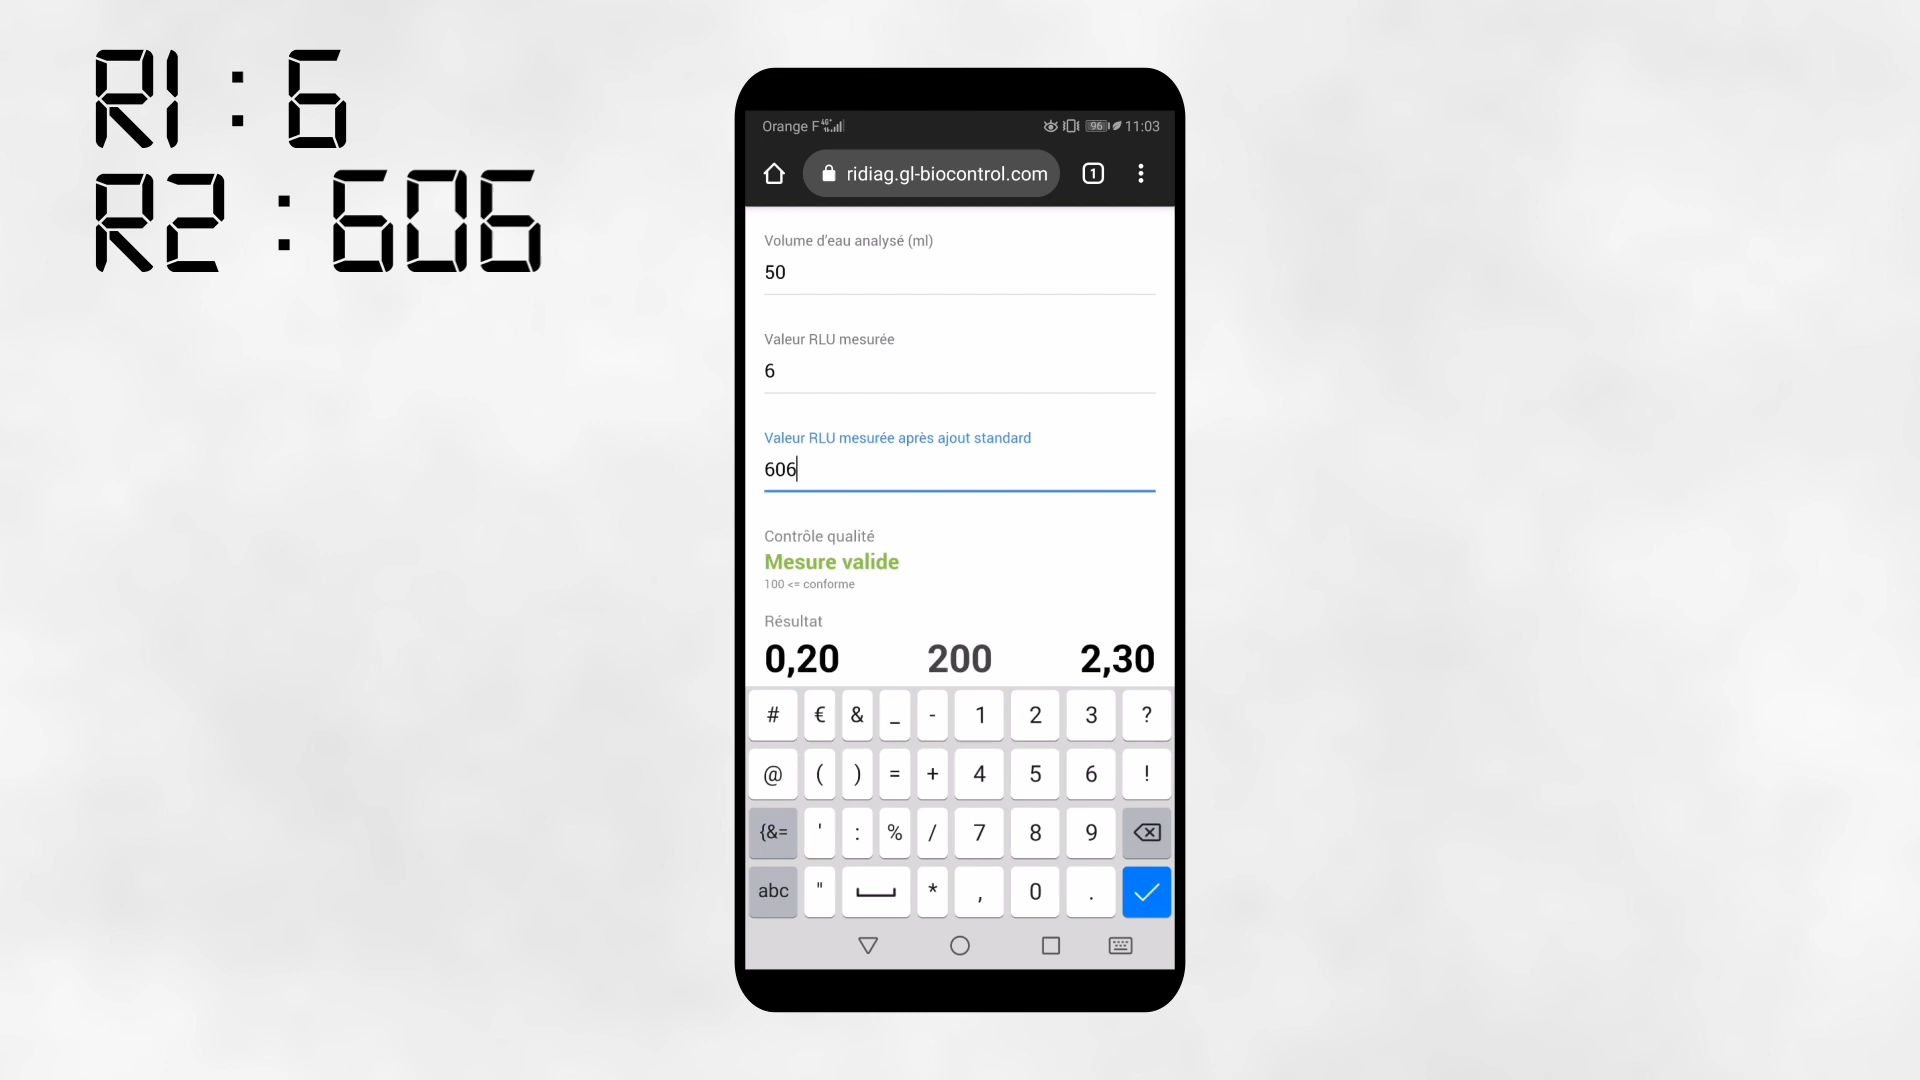 R1 : 6
R2 : 606
Orange F 11:03
96
ridiag.gl-biocontrol.com
1
Volume d'eau analysé (ml)
50
Valeur RLU mesurée
6
Valeur RLU mesurée après ajout standard
606
Contrôle qualité
Mesure valide
100 <= conforme
Résultat
0,20 200 2,30
# € & _ - 1 2 3 ?
@ ( ) = + 4 5 6 !
{&= ' : % / 7 8 9
abc " * , 0 .